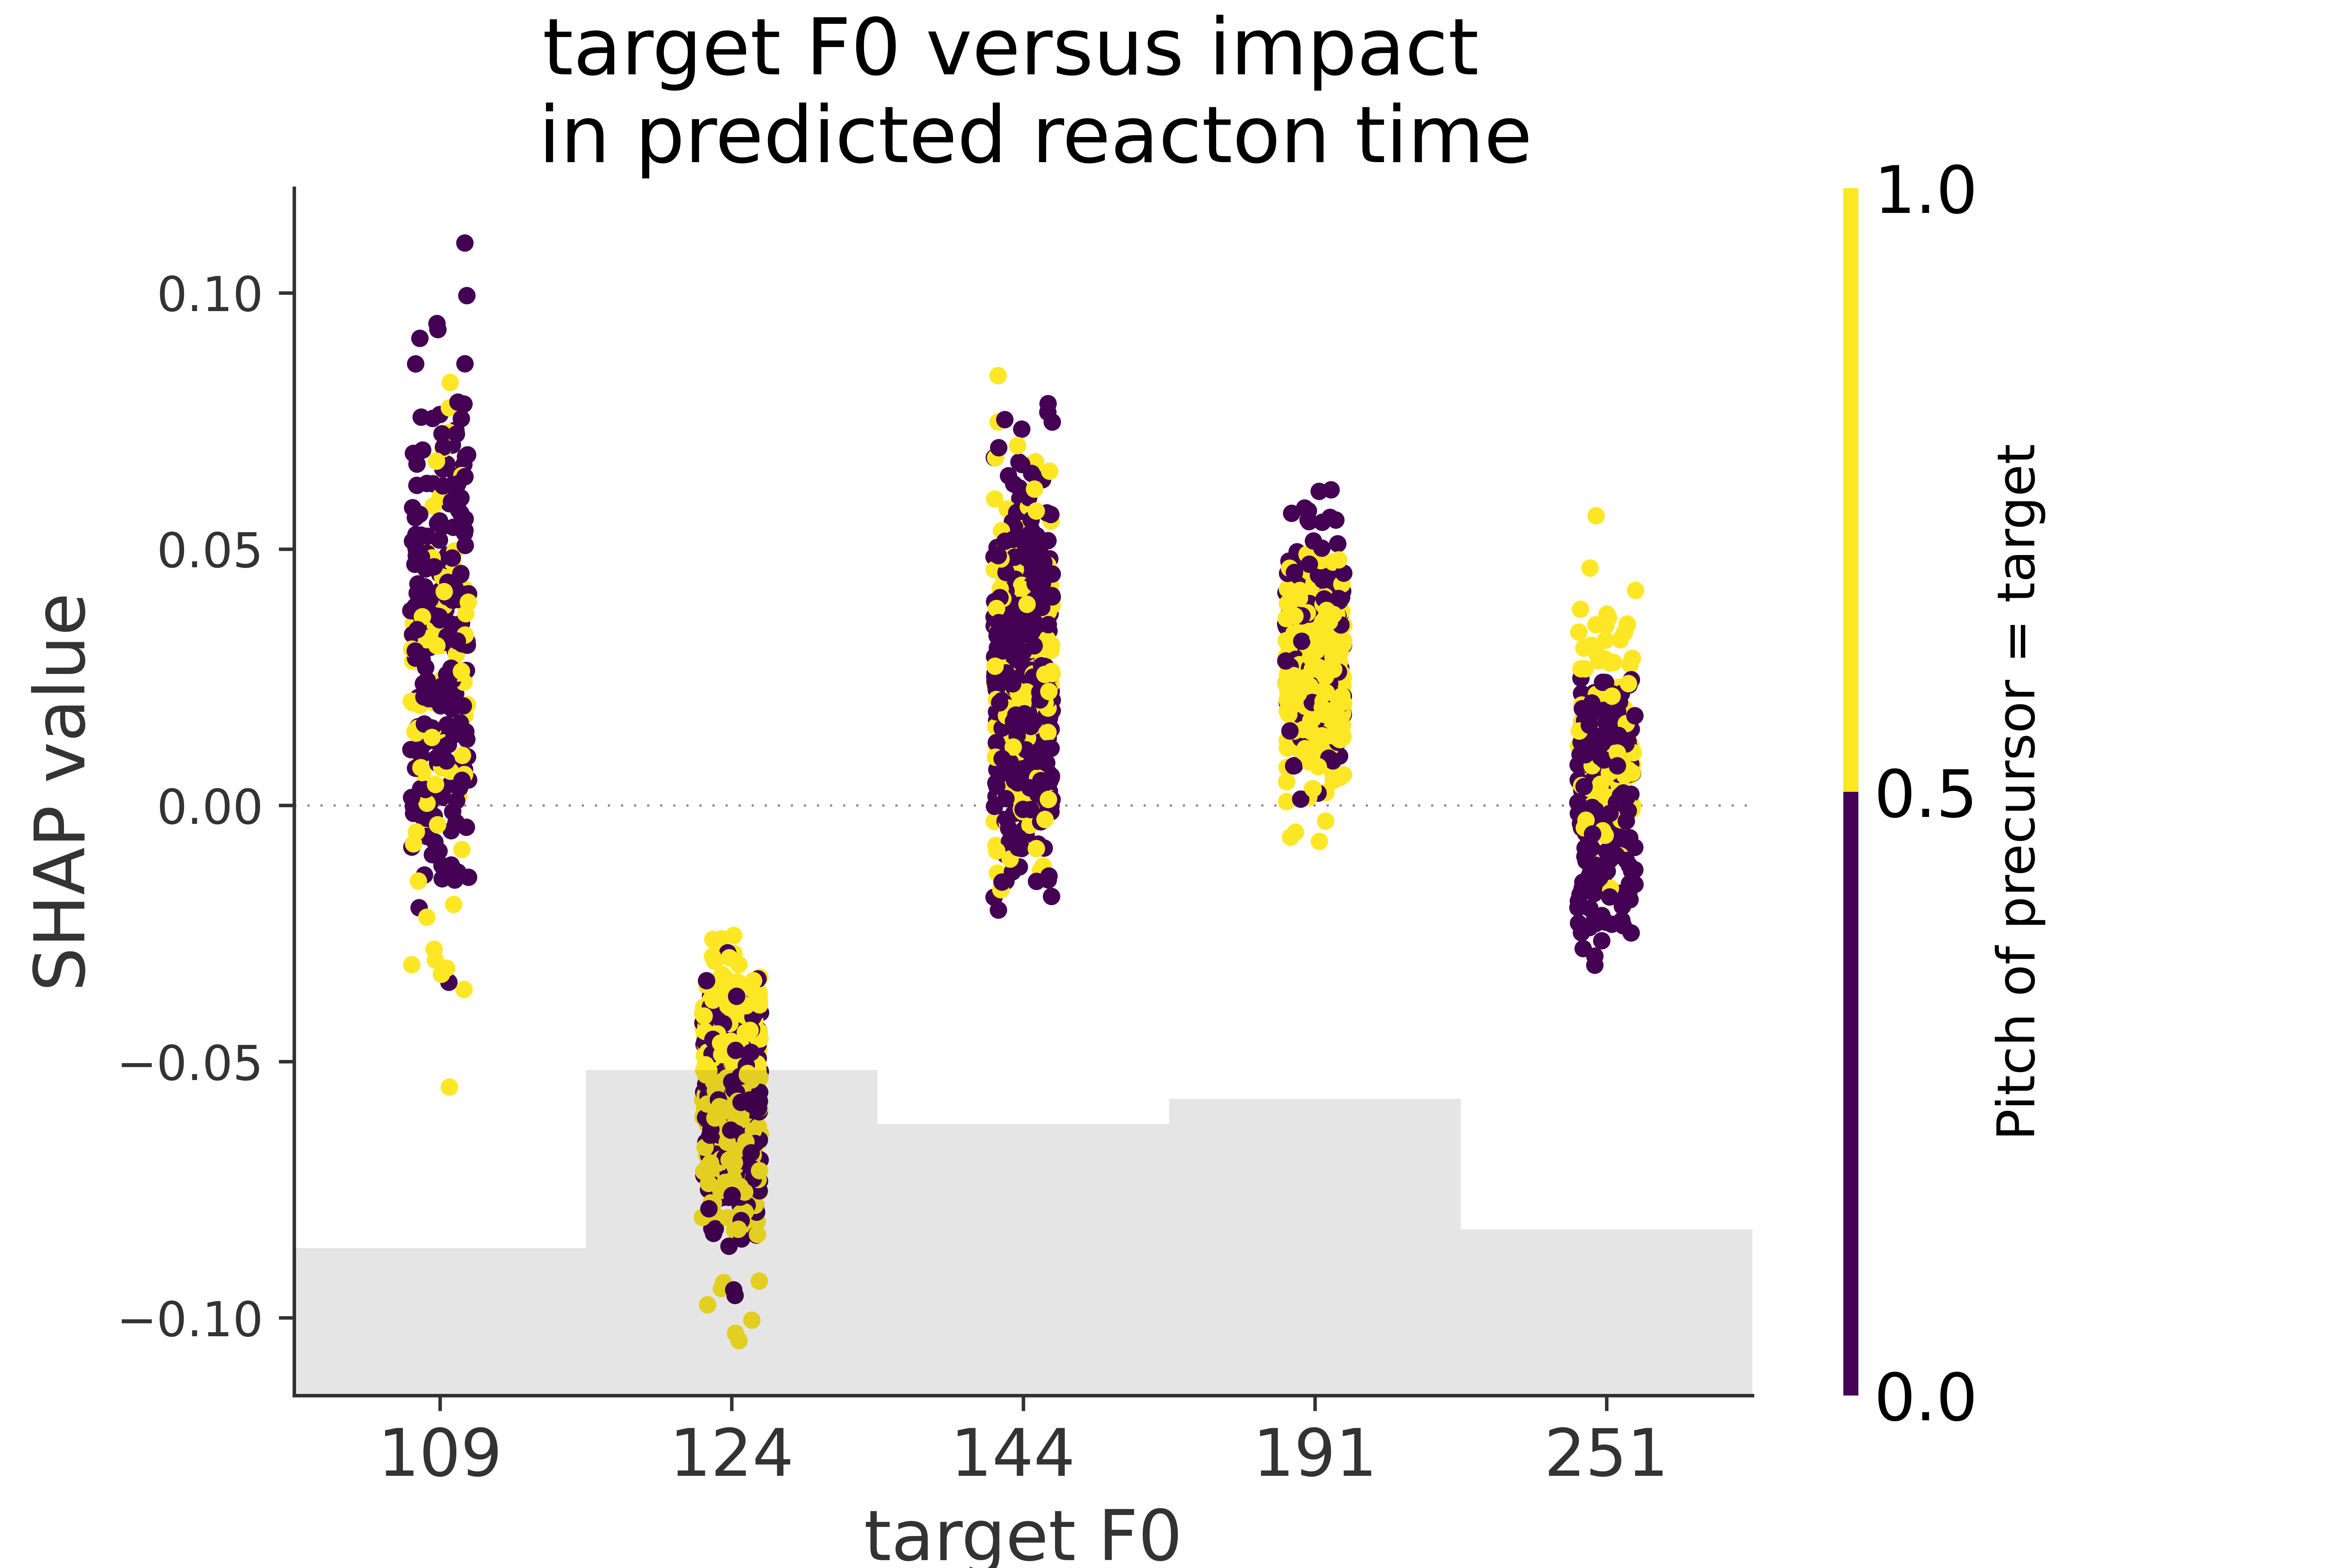 target F0 versus impact
in predicted reacton time
SHAP value
0.10
0.05
0.00
−0.05
−0.10
109
124
144
191
251
target F0
1.0
0.5
0.0
Pitch of precursor = target